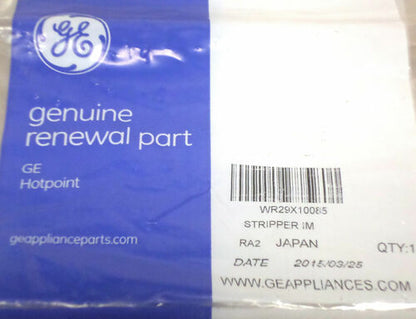 GE
genuine
renewal part
GE
Hotpoint
geapplianceparts.com
WR29X10085
STRIPPER IM
RA2 JAPAN QTY:1
DATE 2015/03/25
WWW.GEAPPLIANCES.COM